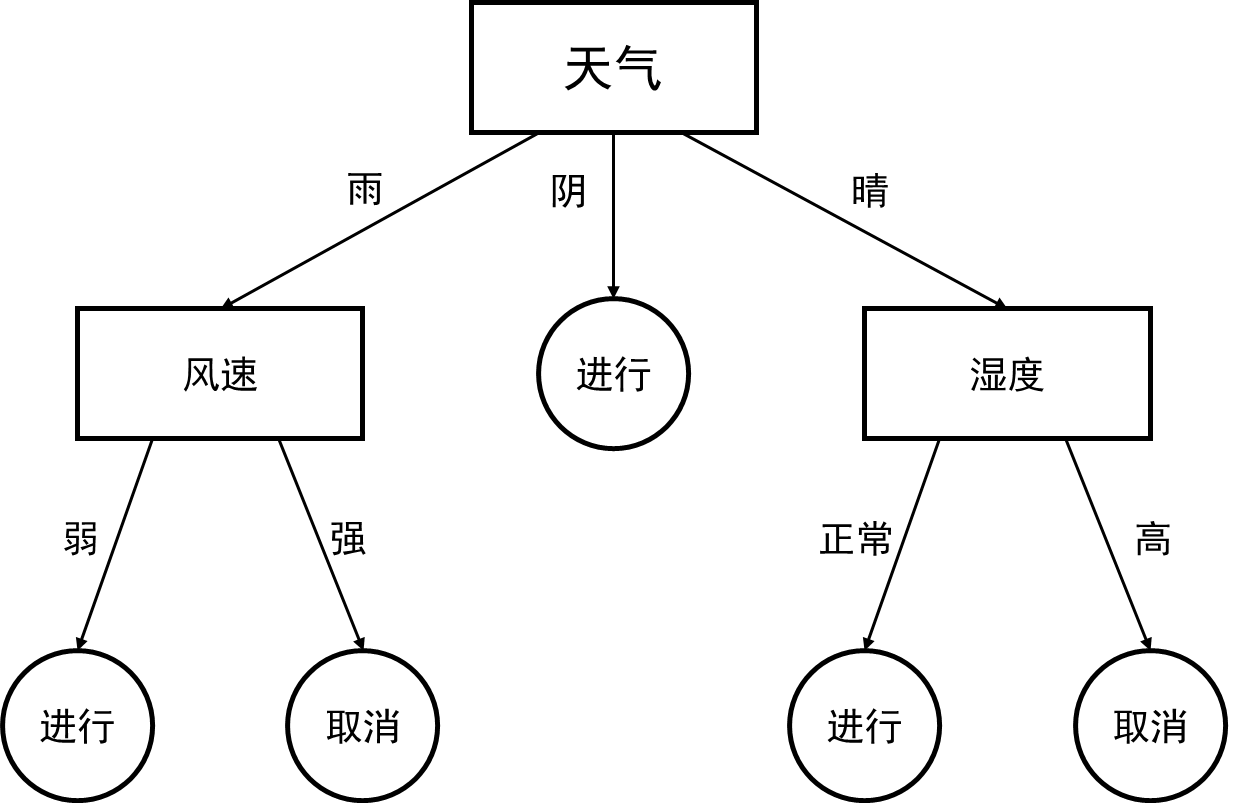 天气
雨
阴
晴
风速
进行
湿度
弱
强
正常
高
进行
取消
进行
取消